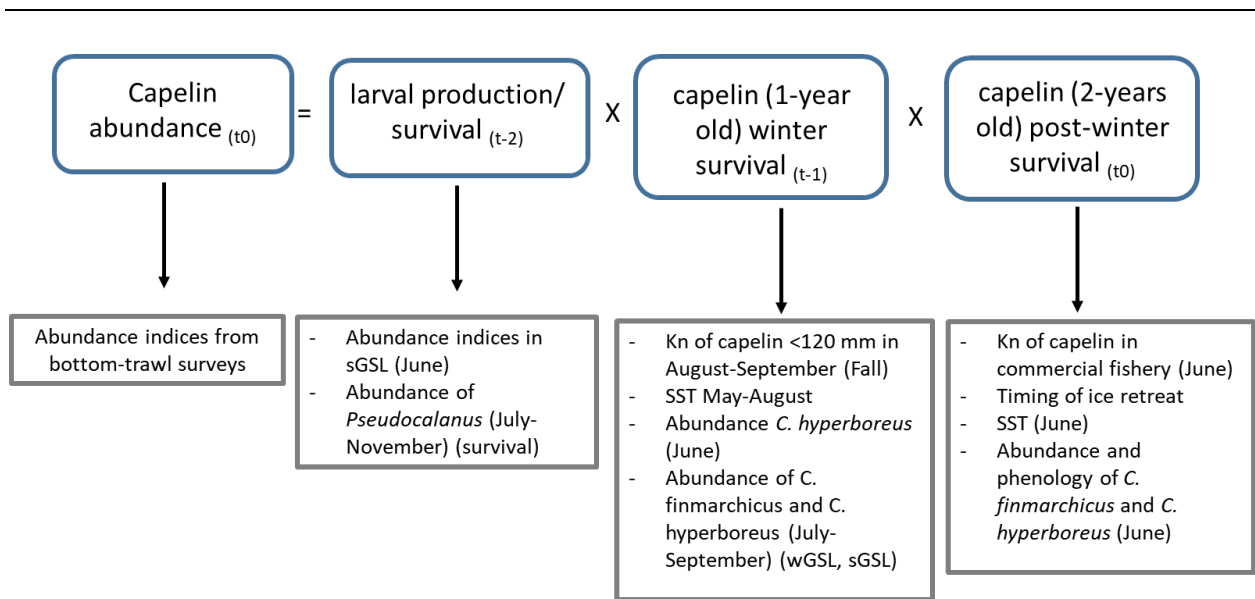 Capelin
abundance (t0)
=
larval production/
survival (t-2)
X
capelin (1-year
old) winter
survival (t-1)
X
capelin (2-years
old) post-winter
survival (t0)
Abundance indices from
bottom-trawl surveys
- Abundance indices in
sGSL (June)
- Abundance of
Pseudocalanus (July-
November) (survival)
- Kn of capelin <120 mm in
August-September (Fall)
- SST May-August
- Abundance C. hyperboreus
(June)
- Abundance of C.
finmarchicus and C.
hyperboreus (July-
September) (wGSL, sGSL)
- Kn of capelin in
commercial fishery (June)
- Timing of ice retreat
- SST (June)
- Abundance and
phenology of C.
finmarchicus and C.
hyperboreus (June)